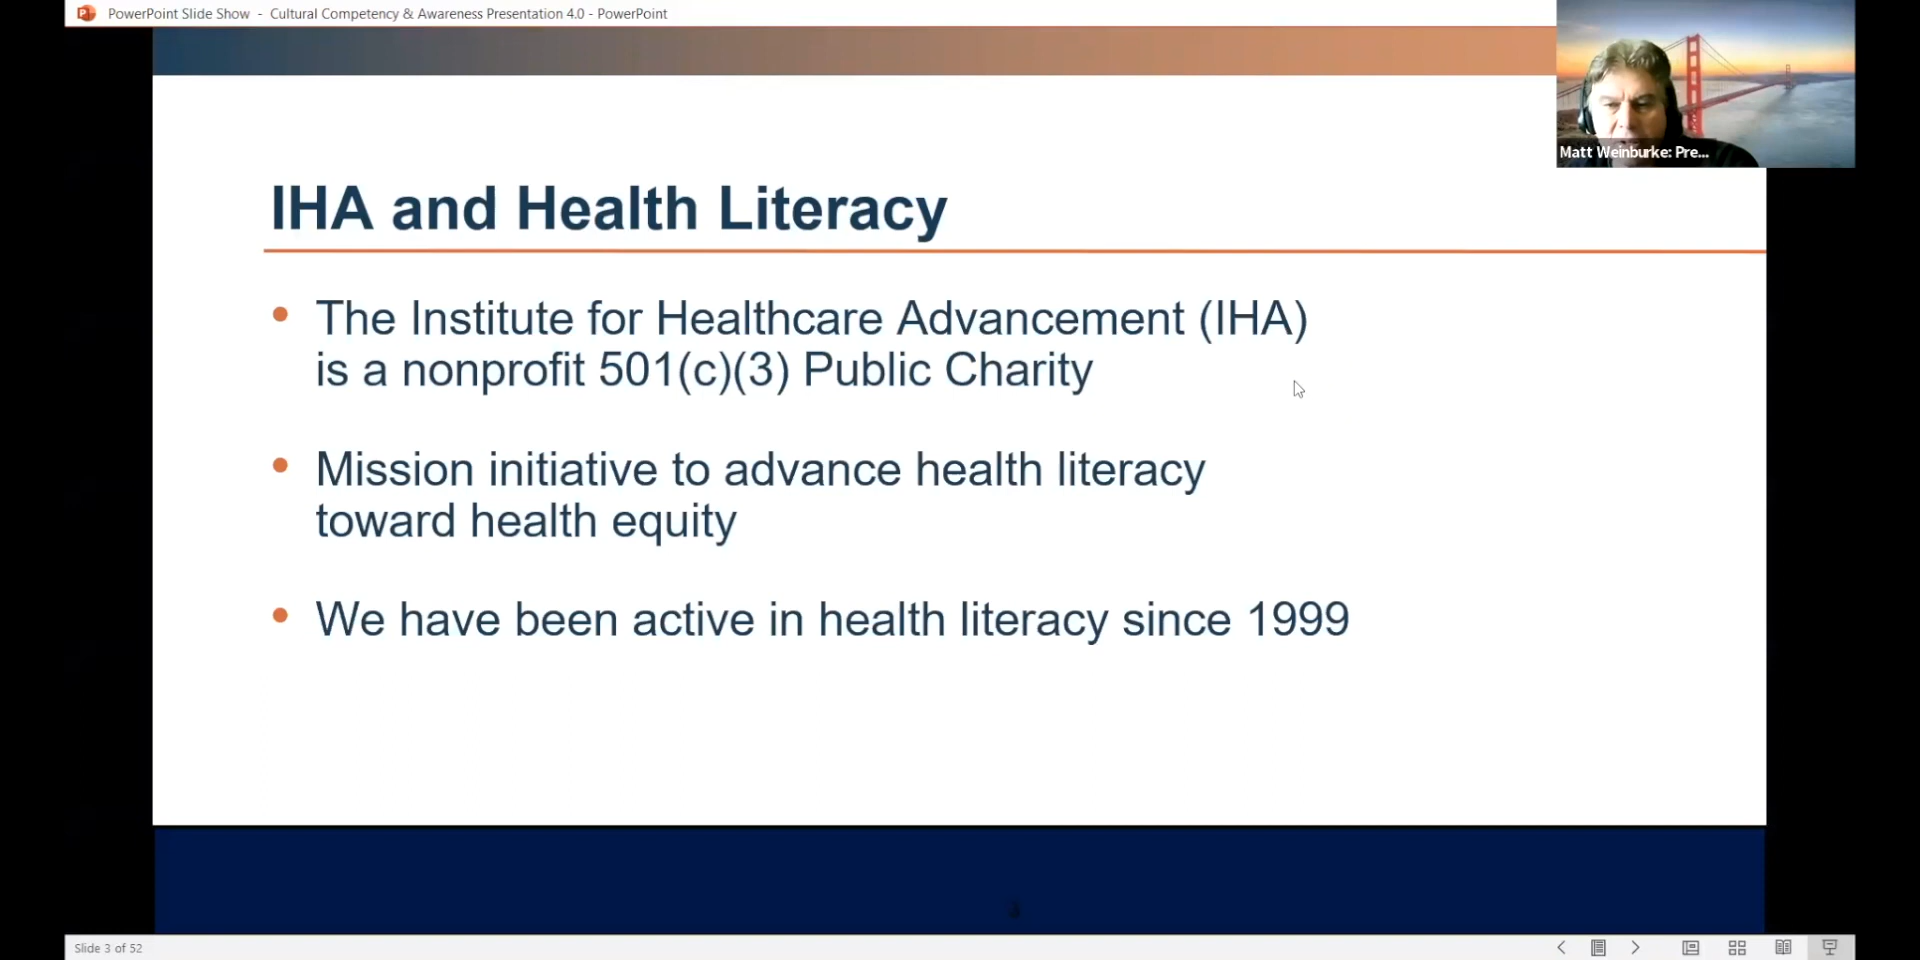 PowerPoint Slide Show - Cultural Competency & Awareness Presentation 4.0 - PowerPoint
Matt Weinburke: Pre...
IHA and Health Literacy
• The Institute for Healthcare Advancement (IHA)
is a nonprofit 501(c)(3) Public Charity
• Mission initiative to advance health literacy
toward health equity
• We have been active in health literacy since 1999
3
Slide 3 of 52